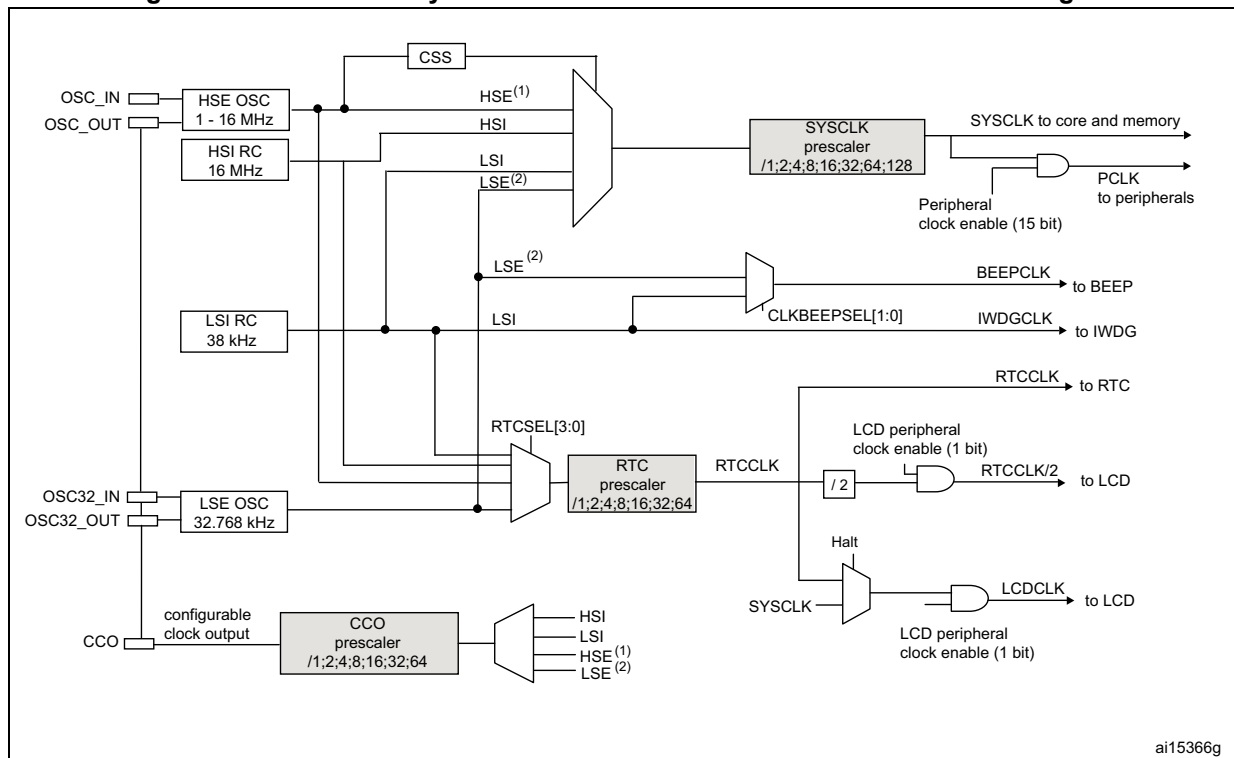 CSS
OSC_IN
OSC_OUT
HSE OSC
1 - 16 MHz
HSE(1)
HSI RC
16 MHz
HSI
LSI
LSE(2)
SYSCLK
prescaler
/1;2;4;8;16;32;64;128
SYSCLK to core and memory
PCLK
to peripherals
Peripheral
clock enable (15 bit)
LSE(2)
BEEPCLK
to BEEP
CLKBEEPSEL[1:0]
LSI RC
38 kHz
LSI
IWDGCLK
to IWDG
RTCCLK
to RTC
RTCSEL[3:0]
LCD peripheral
clock enable (1 bit)
RTC
prescaler
/1;2;4;8;16;32;64
RTCCLK
/ 2
RTCCLK/2
to LCD
OSC32_IN
OSC32_OUT
LSE OSC
32.768 kHz
Halt
SYSCLK
LCDCLK
to LCD
LCD peripheral
clock enable (1 bit)
CCO
configurable
clock output
CCO
prescaler
/1;2;4;8;16;32;64
HSI
LSI
HSE(1)
LSE(2)
ai15366g